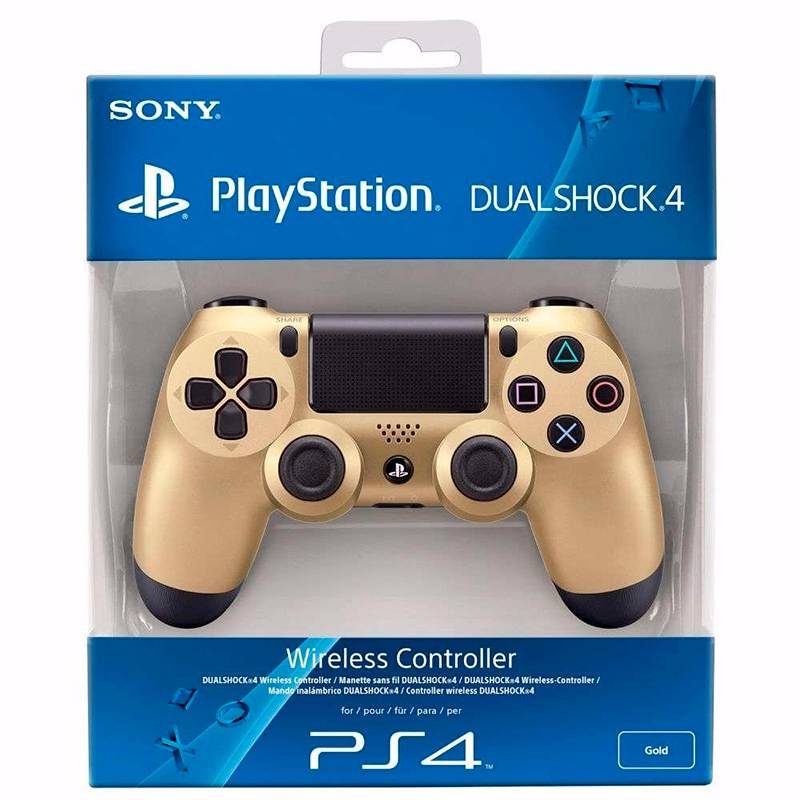 SONY®
PlayStation® DUALSHOCK®4
SHARE OPTIONS
Wireless Controller
DUALSHOCK®4 Wireless Controller / Manette sans fil DUALSHOCK®4 / DUALSHOCK®4 Wireless-Controller /
Mando inalámbrico DUALSHOCK®4 / Controller wireless DUALSHOCK®4
for / pour / für / para / per
PS4™
Gold